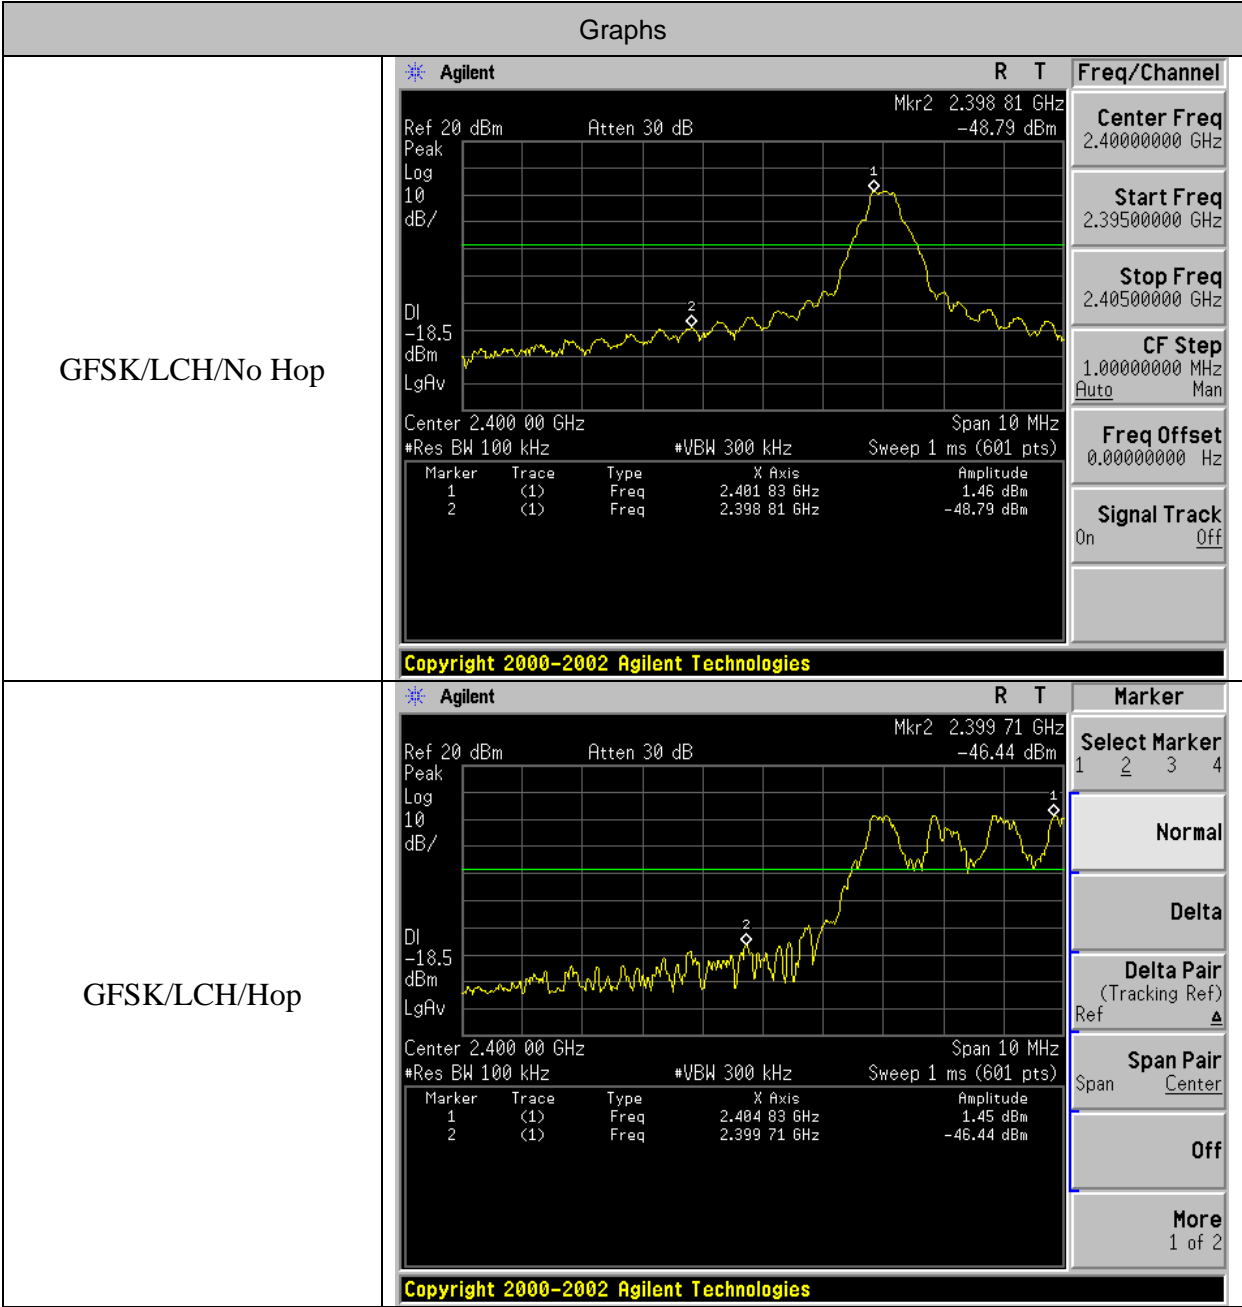 Graphs
GFSK/LCH/No Hop
Agilent R T
Mkr2 2.398 81 GHz
Ref 20 dBm Atten 30 dB -48.79 dBm
Peak
Log
10
dB/
1
2
DI
-18.5
dBm
LgAv
Center 2.400 00 GHz Span 10 MHz
#Res BW 100 kHz #VBW 300 kHz Sweep 1 ms (601 pts)
Marker Trace Type X Axis Amplitude
1 (1) Freq 2.401 83 GHz 1.46 dBm
2 (1) Freq 2.398 81 GHz -48.79 dBm
Copyright 2000-2002 Agilent Technologies
Freq/Channel
Center Freq
2.40000000 GHz
Start Freq
2.39500000 GHz
Stop Freq
2.40500000 GHz
CF Step
1.00000000 MHz
Auto Man
Freq Offset
0.00000000 Hz
Signal Track
On Off
GFSK/LCH/Hop
Agilent R T
Mkr2 2.399 71 GHz
Ref 20 dBm Atten 30 dB -46.44 dBm
Peak
Log
10
dB/
1
2
DI
-18.5
dBm
LgAv
Center 2.400 00 GHz Span 10 MHz
#Res BW 100 kHz #VBW 300 kHz Sweep 1 ms (601 pts)
Marker Trace Type X Axis Amplitude
1 (1) Freq 2.404 83 GHz 1.45 dBm
2 (1) Freq 2.399 71 GHz -46.44 dBm
Copyright 2000-2002 Agilent Technologies
Marker
Select Marker
1 2 3 4
Normal
Delta
Delta Pair
(Tracking Ref)
Ref Δ
Span Pair
Span Center
Off
More
1 of 2